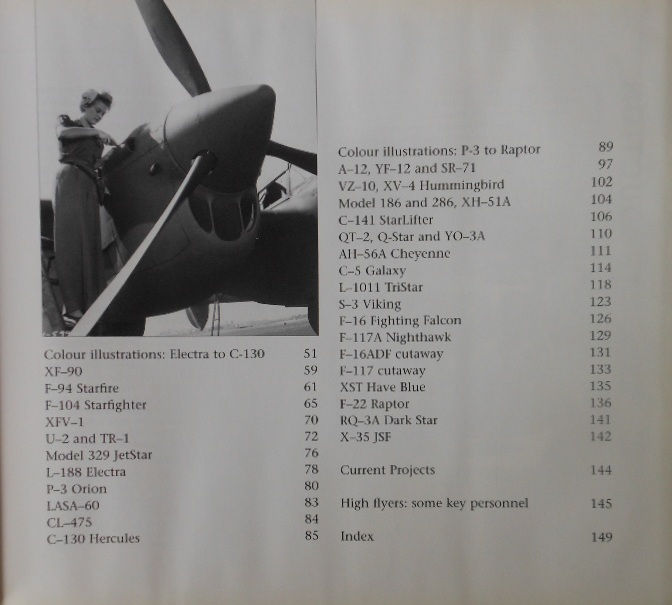 Colour illustrations: Electra to C-130 51
XF-90 59
F-94 Starfire 61
F-104 Starfighter 65
XFV-1 70
U-2 and TR-1 72
Model 329 JetStar 76
L-188 Electra 78
P-3 Orion 80
LASA-60 83
CL-475 84
C-130 Hercules 85
Colour illustrations: P-3 to Raptor 89
A-12, YF-12 and SR-71 97
VZ-10, XV-4 Hummingbird 102
Model 186 and 286, XH-51A 104
C-141 StarLifter 106
QT-2, Q-Star and YO-3A 110
AH-56A Cheyenne 111
C-5 Galaxy 114
L-1011 TriStar 118
S-3 Viking 123
F-16 Fighting Falcon 126
F-117A Nighthawk 129
F-16ADF cutaway 131
F-117 cutaway 133
XST Have Blue 135
F-22 Raptor 136
RQ-3A Dark Star 141
X-35 JSF 142
Current Projects 144
High flyers: some key personnel 145
Index 149